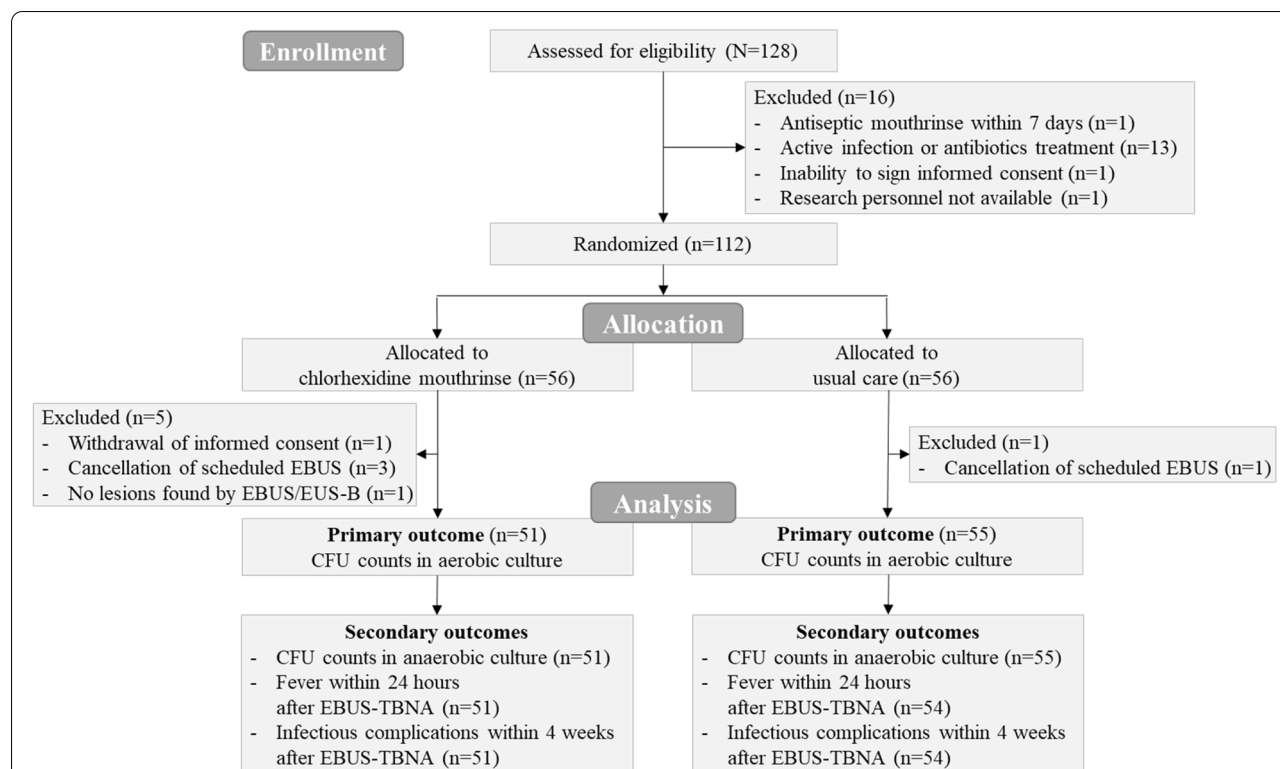 Enrollment
Assessed for eligibility (N=128)
Excluded (n=16)
- Antiseptic mouthrinse within 7 days (n=1)
- Active infection or antibiotics treatment (n=13)
- Inability to sign informed consent (n=1)
- Research personnel not available (n=1)
Randomized (n=112)
Allocation
Allocated to
chlorhexidine mouthrinse (n=56)
Allocated to
usual care (n=56)
Excluded (n=5)
- Withdrawal of informed consent (n=1)
- Cancellation of scheduled EBUS (n=3)
- No lesions found by EBUS/EUS-B (n=1)
Excluded (n=1)
- Cancellation of scheduled EBUS (n=1)
Analysis
Primary outcome (n=51)
CFU counts in aerobic culture
Primary outcome (n=55)
CFU counts in aerobic culture
Secondary outcomes
- CFU counts in anaerobic culture (n=51)
- Fever within 24 hours
after EBUS-TBNA (n=51)
- Infectious complications within 4 weeks
after EBUS-TBNA (n=51)
Secondary outcomes
- CFU counts in anaerobic culture (n=55)
- Fever within 24 hours
after EBUS-TBNA (n=54)
- Infectious complications within 4 weeks
after EBUS-TBNA (n=54)